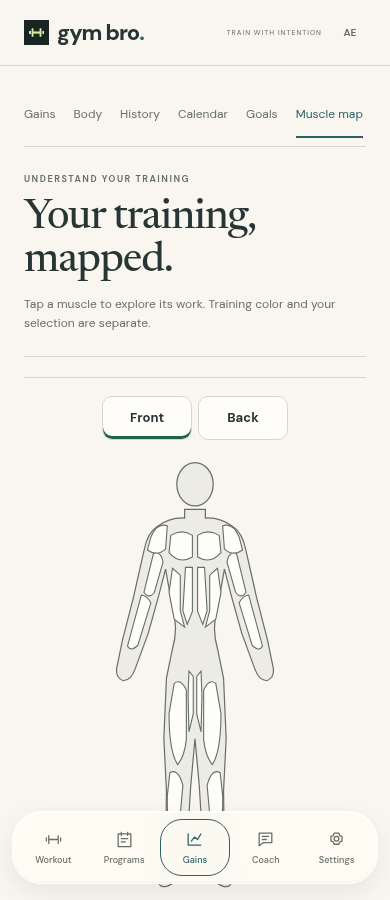 gym bro.
TRAIN WITH INTENTION
AE
Gains Body History Calendar Goals Muscle map
UNDERSTAND YOUR TRAINING
Your training,
mapped.
Tap a muscle to explore its work. Training color and your
selection are separate.
Front Back
Workout Programs Gains Coach Settings